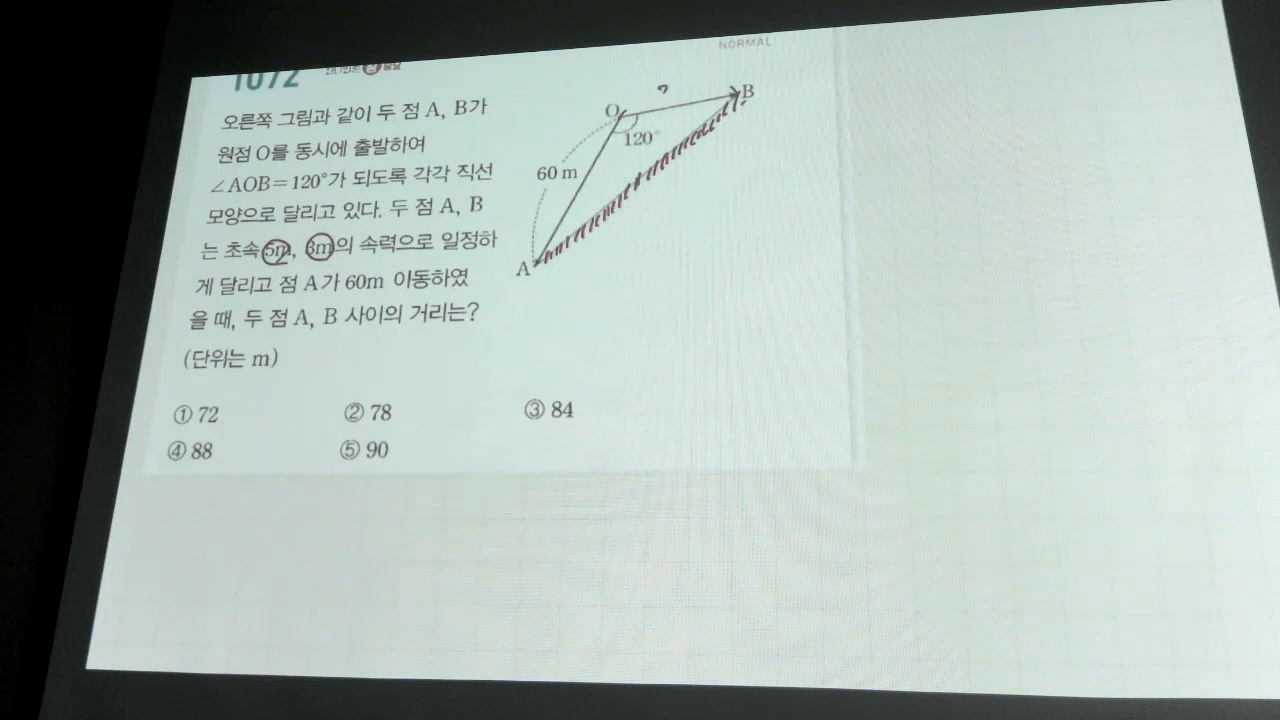 NORMAL
1072
오른쪽 그림과 같이 두 점 A, B가
원점 O를 동시에 출발하여
∠AOB=120°가 되도록 각각 직선
모양으로 달리고 있다. 두 점 A, B
는 초속 5m, 3m의 속력으로 일정하
게 달리고 점 A가 60m 이동하였
을 때, 두 점 A, B 사이의 거리는?
(단위는 m)
① 72 ② 78 ③ 84
④ 88 ⑤ 90
?
O
B
120°
60 m
A